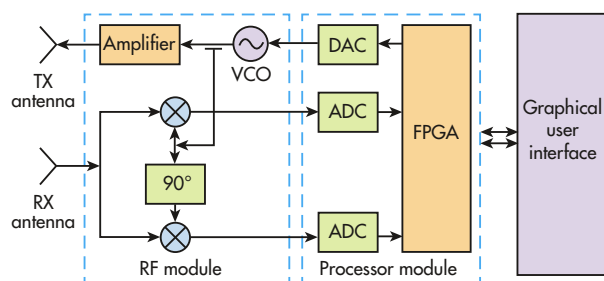 Amplifier
VCO
DAC
TX
antenna
ADC
FPGA
Graphical
user
interface
90°
RX
antenna
ADC
RF module
Processor module